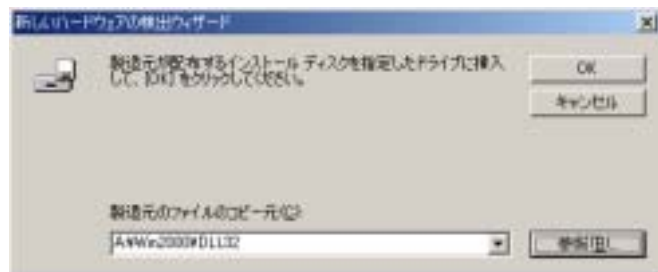 新しいハードウェアの検出ウィザード
製造元が配布するインストール ディスクを指定したドライブに挿入
して、[OK] をクリックしてください。
OK
キャンセル
製造元のファイルのコピー元(C):
A:¥Win2000¥DLL32
参照(B)...